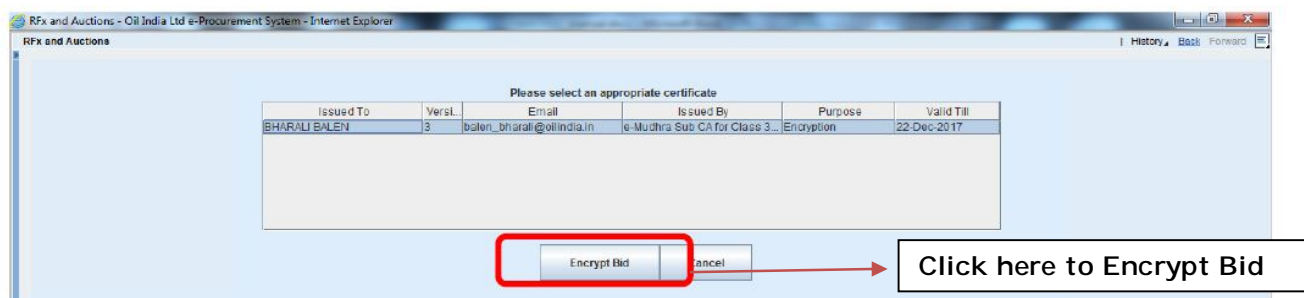 RFx and Auctions - Oil India Ltd e-Procurement System - Internet Explorer
RFx and Auctions
| History Back Forward
Please select an appropriate certificate
Issued To Versi... Email Issued By Purpose Valid Till
BHARALI BALEN 3 balen_bharali@oilindia.in e-Mudhra Sub CA for Class 3... Encryption 22-Dec-2017
Encrypt Bid Cancel
Click here to Encrypt Bid